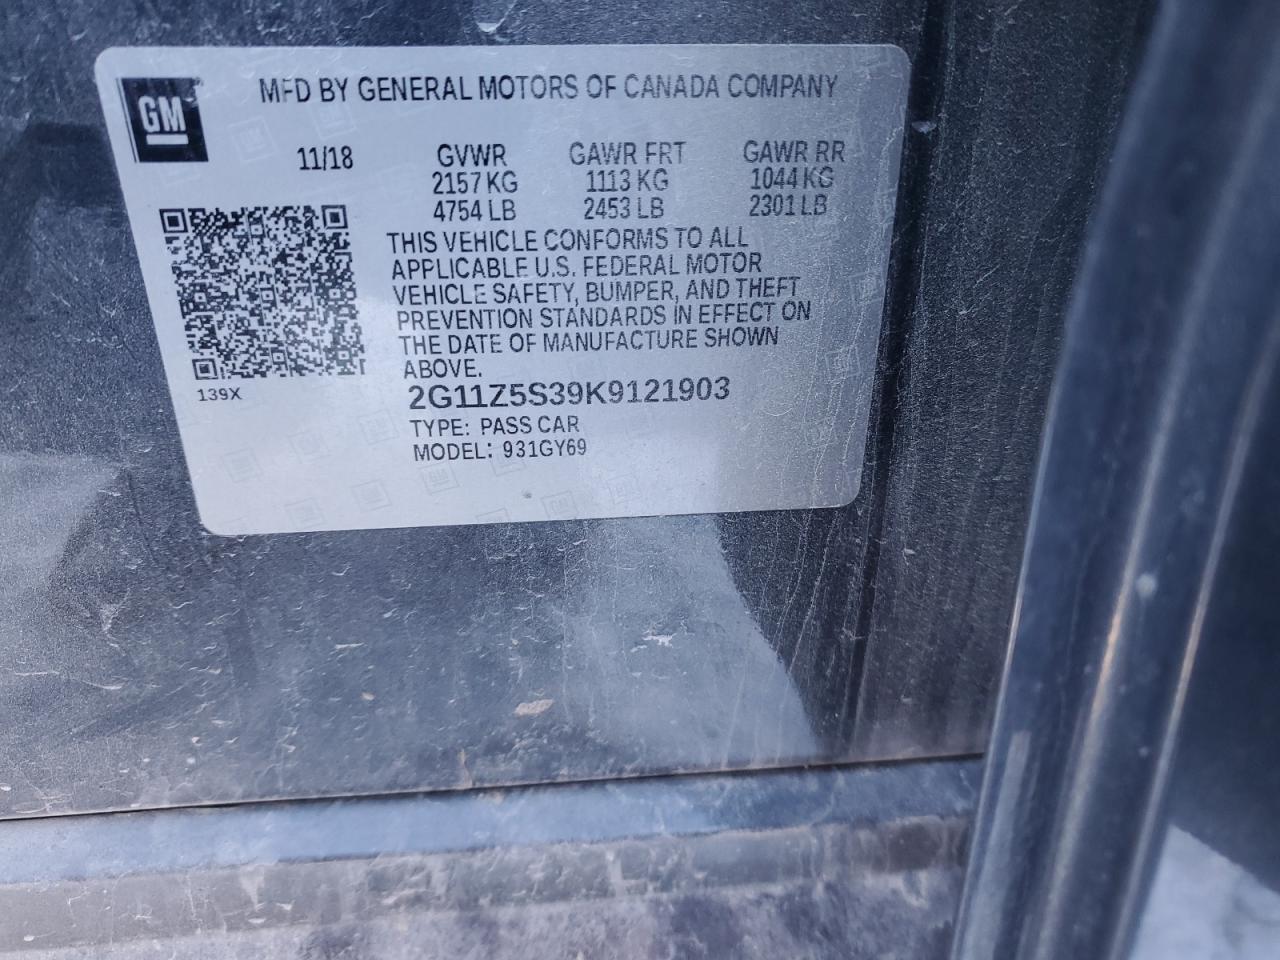 GM
MFD BY GENERAL MOTORS OF CANADA COMPANY
11/18 GVWR GAWR FRT GAWR RR
2157 KG 1113 KG 1044 KG
4754 LB 2453 LB 2301 LB
THIS VEHICLE CONFORMS TO ALL
APPLICABLE U.S. FEDERAL MOTOR
VEHICLE SAFETY, BUMPER, AND THEFT
PREVENTION STANDARDS IN EFFECT ON
THE DATE OF MANUFACTURE SHOWN
ABOVE.
139X
2G11Z5S39K9121903
TYPE: PASS CAR
MODEL: 931GY69